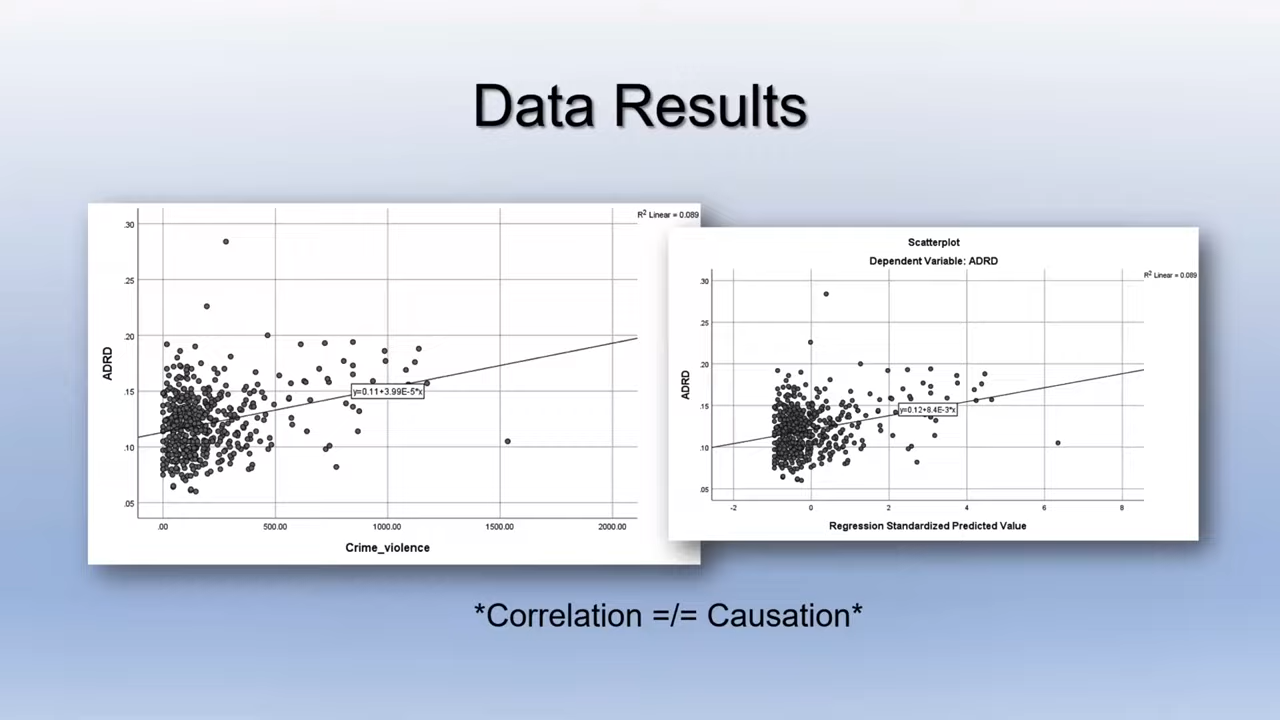 Data Results
R2 Linear = 0.089
.30
.25
.20
.15
.10
.05
ADRD
y=0.11+3.99E-5*x
.00 500.00 1000.00 1500.00 2000.00
Crime_violence
Scatterplot
Dependent Variable: ADRD
R2 Linear = 0.089
.30
.25
.20
.15
.10
.05
ADRD
y=0.12+8.4E-3*x
-2 0 2 4 6 8
Regression Standardized Predicted Value
*Correlation =/= Causation*